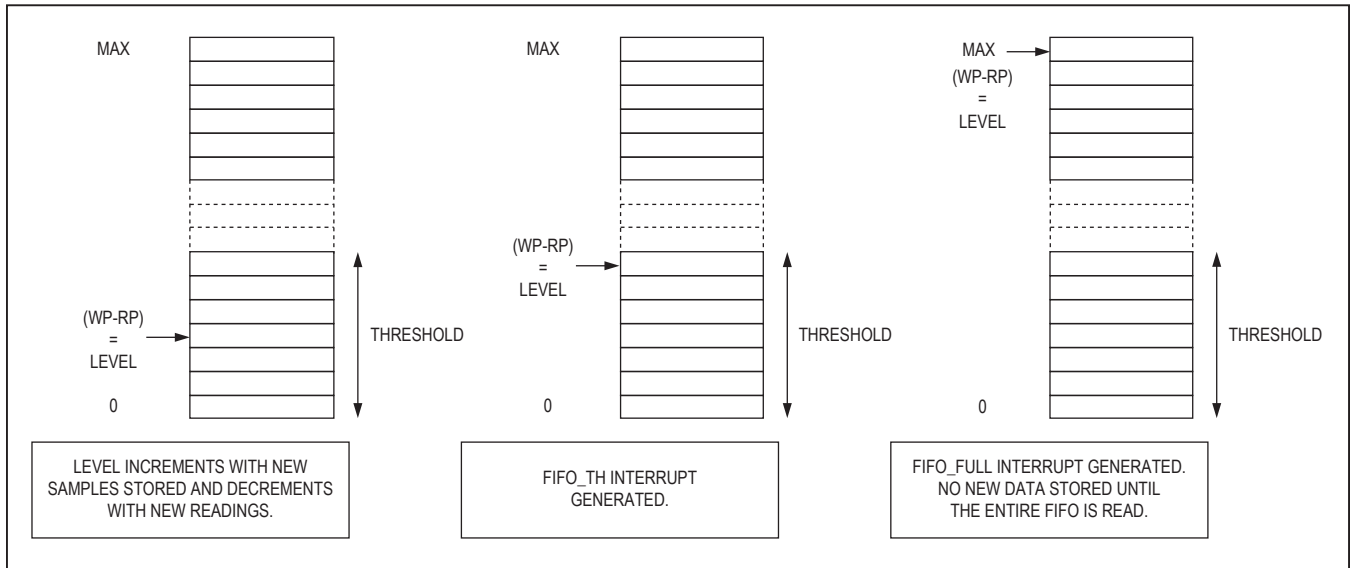 MAX
(WP-RP)
=
LEVEL
0
THRESHOLD
LEVEL INCREMENTS WITH NEW
SAMPLES STORED AND DECREMENTS
WITH NEW READINGS.
MAX
(WP-RP)
=
LEVEL
0
THRESHOLD
FIFO_TH INTERRUPT
GENERATED.
MAX
(WP-RP)
=
LEVEL
0
THRESHOLD
FIFO_FULL INTERRUPT GENERATED.
NO NEW DATA STORED UNTIL
THE ENTIRE FIFO IS READ.